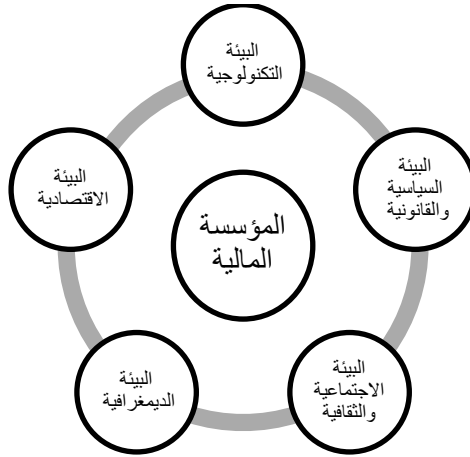 البيئة
التكنولوجية
البيئة
السياسية
والقانونية
البيئة
الاقتصادية
المؤسسة
المالية
البيئة
الاجتماعية
والثقافية
البيئة
الديمغرافية